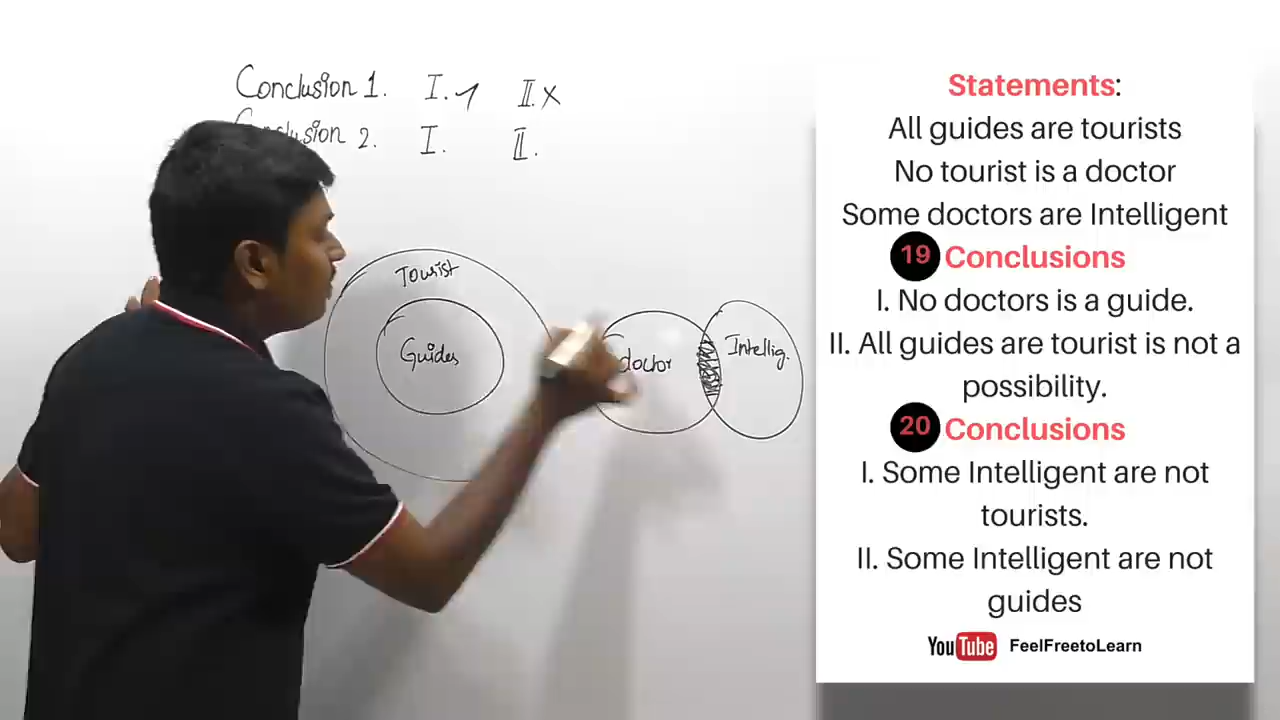 Conclusion 1. I. ✓ II. ✗
2. I. II.
Tourist
Guides
doctor
Intellig.
Statements:
All guides are tourists
No tourist is a doctor
Some doctors are Intelligent
19 Conclusions
I. No doctors is a guide.
II. All guides are tourist is not a
possibility.
20 Conclusions
I. Some Intelligent are not
tourists.
II. Some Intelligent are not
guides
YouTube FeelFreetoLearn